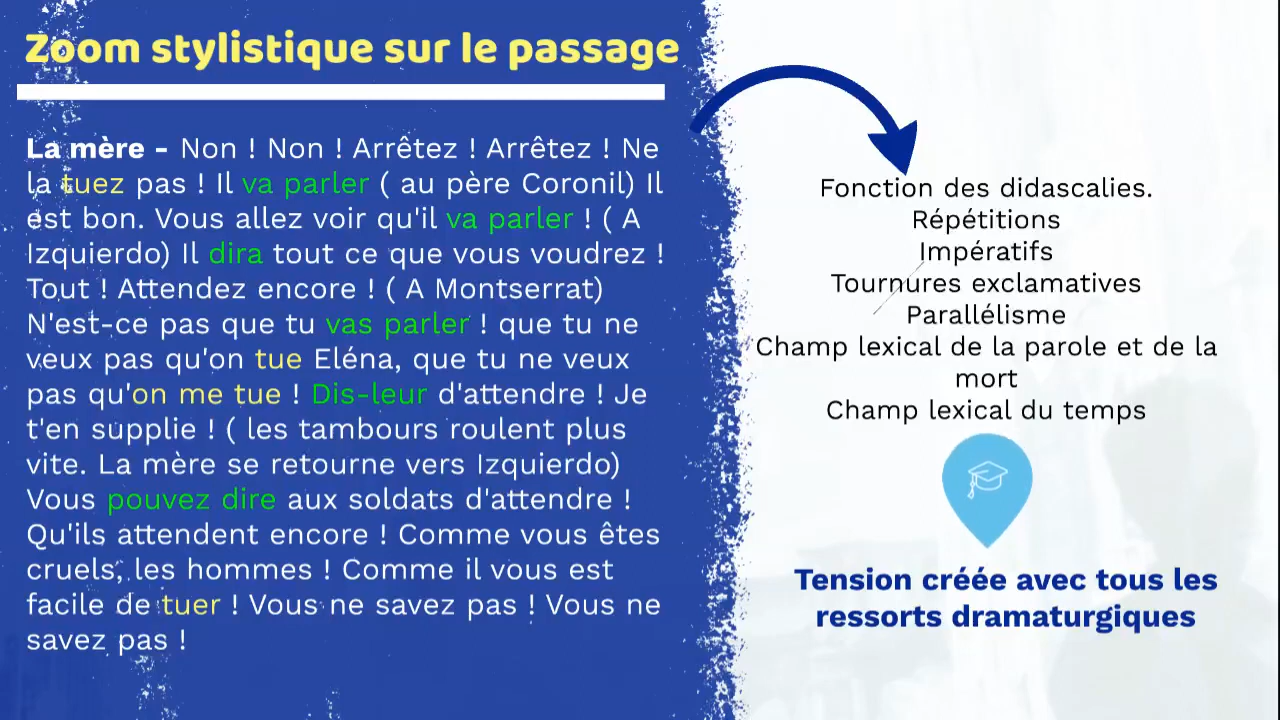 Zoom stylistique sur le passage
La mère - Non ! Non ! Arrêtez ! Arrêtez ! Ne
la tuez pas ! Il va parler ( au père Coronil) Il
est bon. Vous allez voir qu'il va parler ! ( A
Izquierdo) Il dira tout ce que vous voudrez !
Tout ! Attendez encore ! ( A Montserrat)
N'est-ce pas que tu vas parler ! que tu ne
veux pas qu'on tue Eléna, que tu ne veux
pas qu'on me tue ! Dis-leur d'attendre ! Je
t'en supplie ! ( les tambours roulent plus
vite. La mère se retourne vers Izquierdo)
Vous pouvez dire aux soldats d'attendre !
Qu'ils attendent encore ! Comme vous êtes
cruels, les hommes ! Comme il vous est
facile de tuer ! Vous ne savez pas ! Vous ne
savez pas !
Fonction des didascalies.
Répétitions
Impératifs
Tournures exclamatives
Parallélisme
Champ lexical de la parole et de la
mort
Champ lexical du temps
Tension créée avec tous les
ressorts dramaturgiques